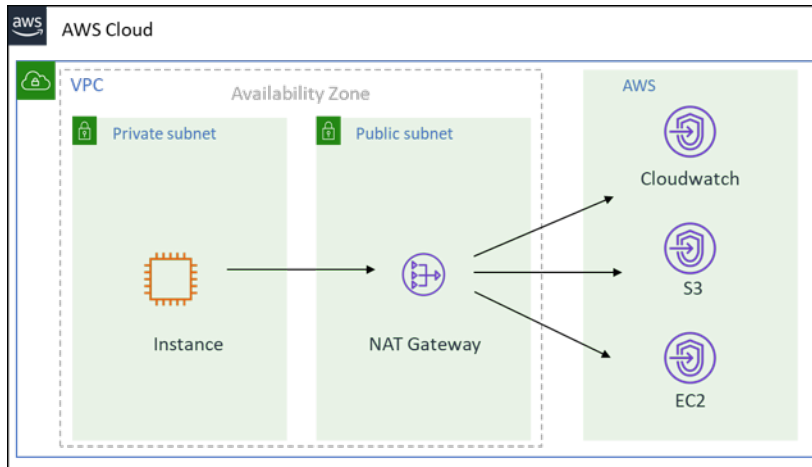 aws
AWS Cloud
VPC
Availability Zone
AWS
Private subnet
Public subnet
Cloudwatch
S3
Instance
NAT Gateway
EC2